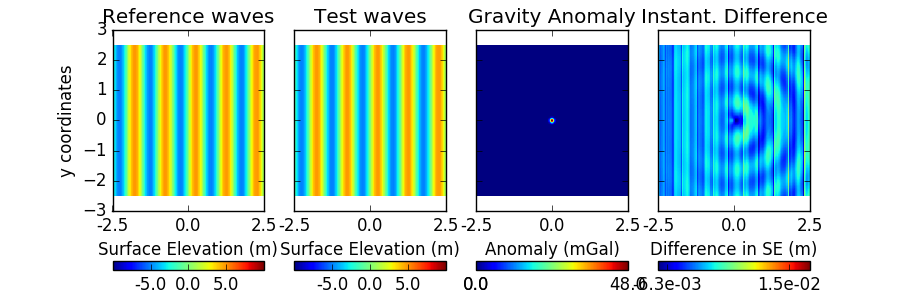 Reference waves Test waves Gravity Anomaly Instant. Difference
3
2
1
0
−1
−2
−3
y coordinates
-2.5 0.0 2.5 -2.5 0.0 2.5 -2.5 0.0 2.5 -2.5 0.0 2.5
Surface Elevation (m) Surface Elevation (m) Anomaly (mGal) Difference in SE (m)
-5.0 0.0 5.0 -5.0 0.0 5.0 0.0 48.0 6.3e-03 1.5e-02